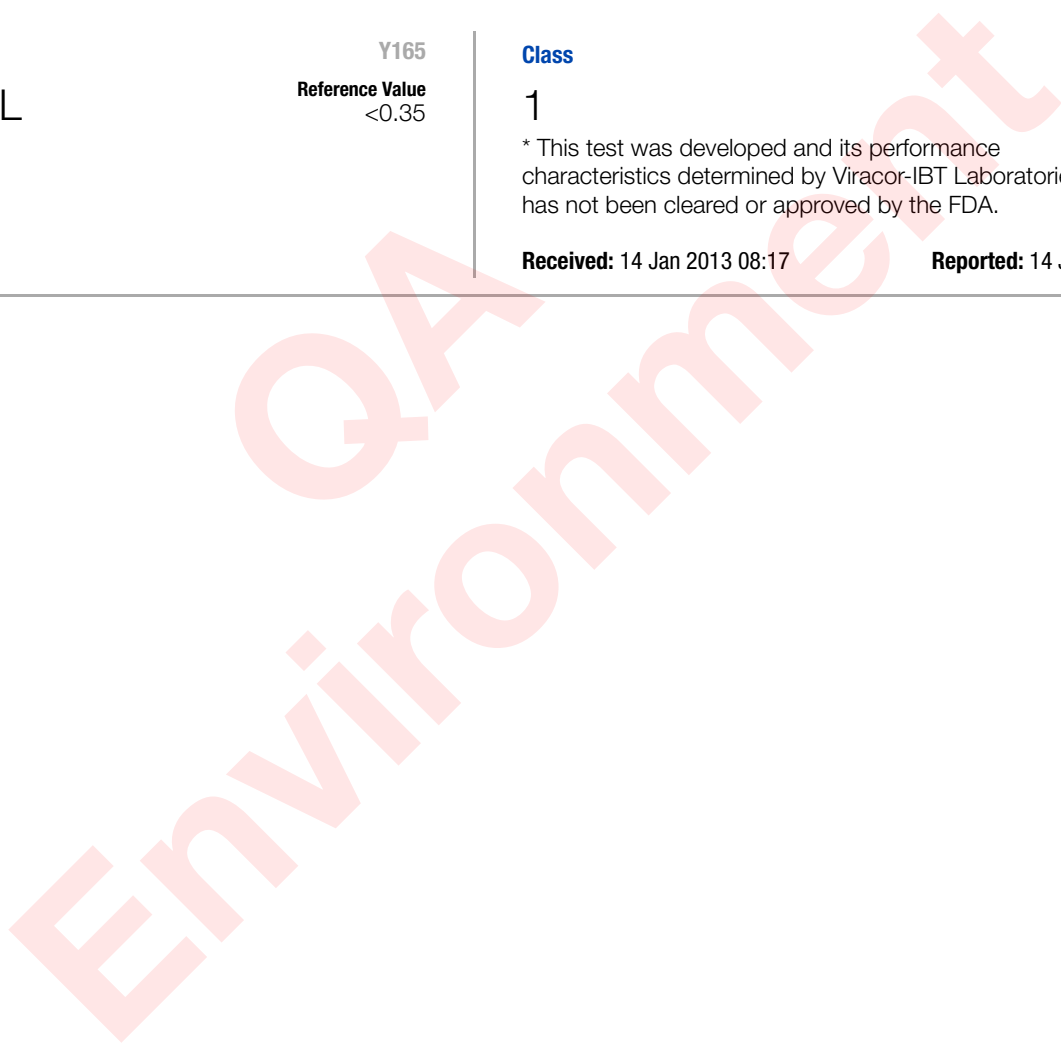 Y165
L
Reference Value
<0.35
Class
1
* This test was developed and its performance
characteristics determined by Viracor-IBT
has not been cleared or approved by the FDA.
Received: 14 Jan 2013 08:17
Reported: 14
QA
Environment